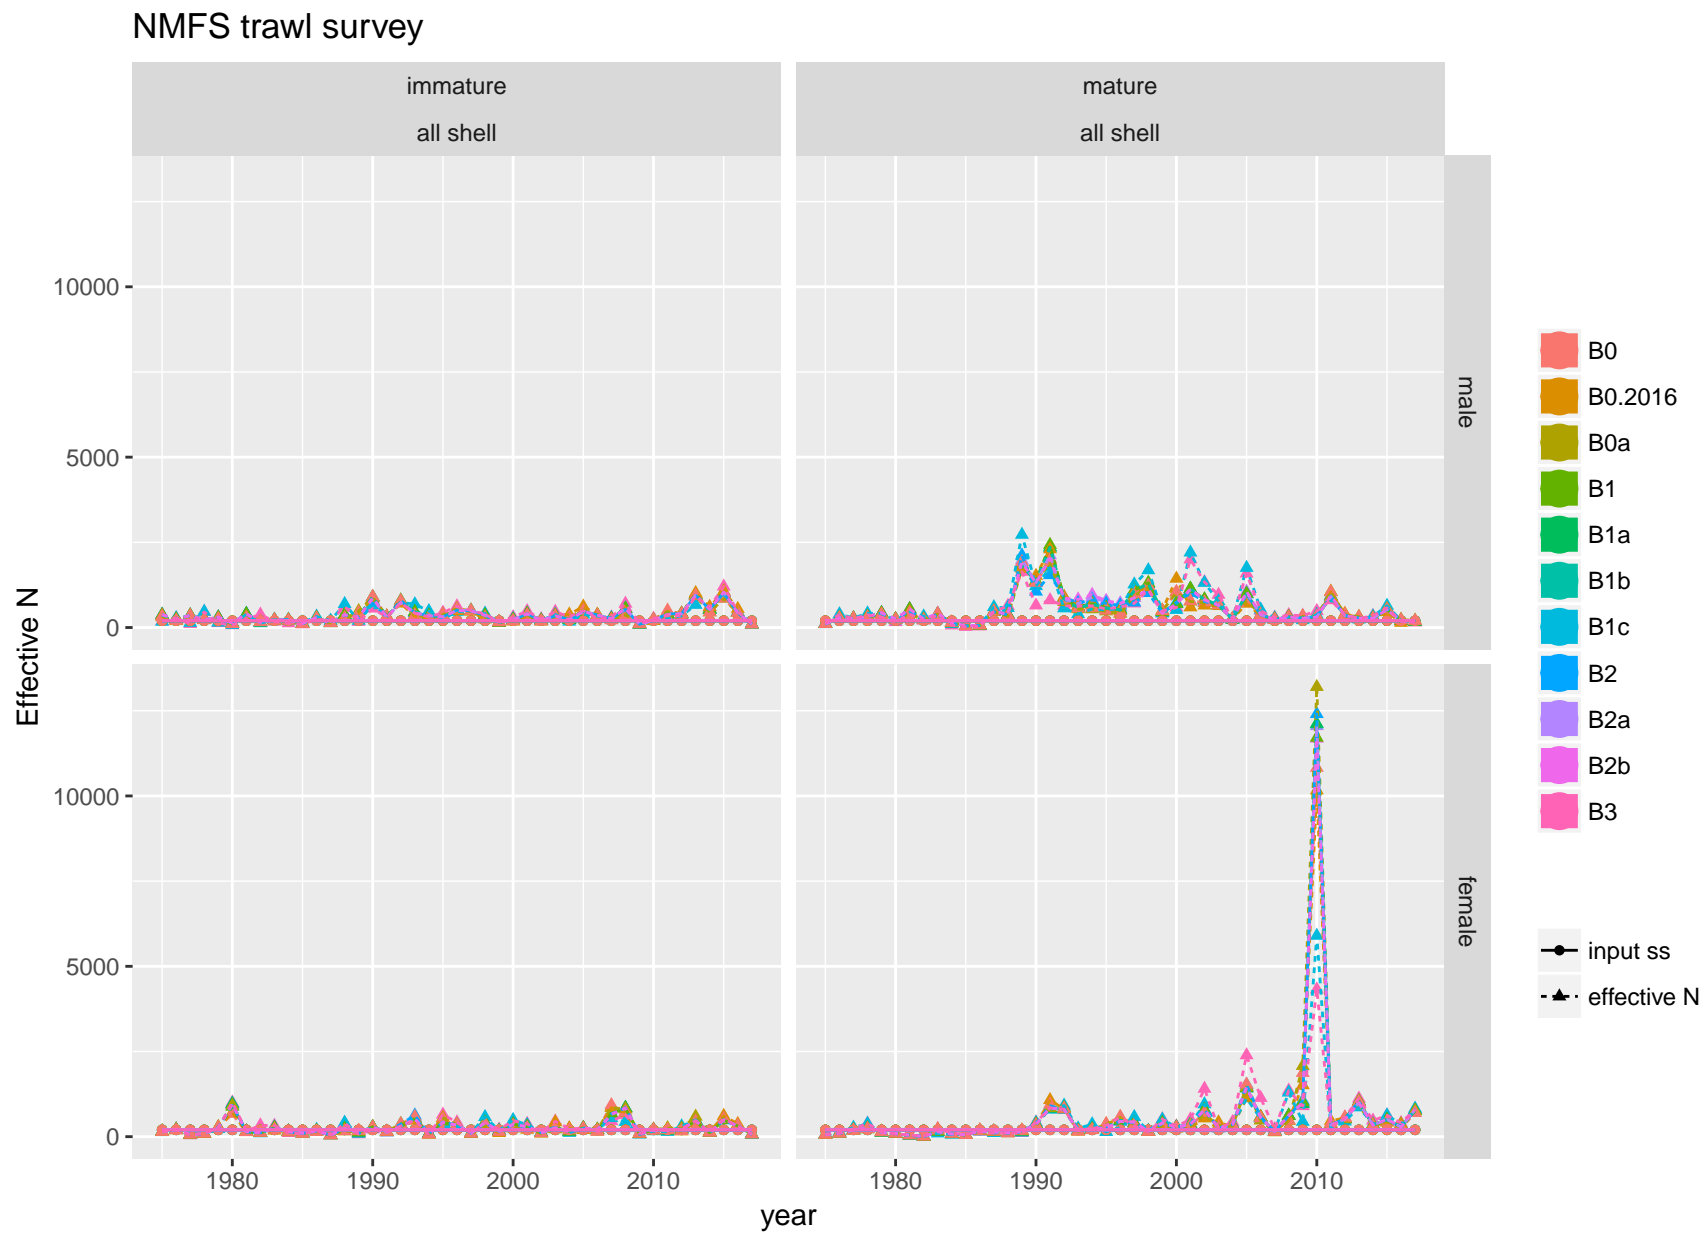 NMFS trawl survey
immature
mature
all shell
all shell
10000
5000
0
male
10000
5000
0
female
1980
1990
2000
2010
1980
1990
2000
2010
year
Effective N
B0
B0.2016
B0a
B1
B1a
B1b
B1c
B2
B2a
B2b
B3
input ss
effective N